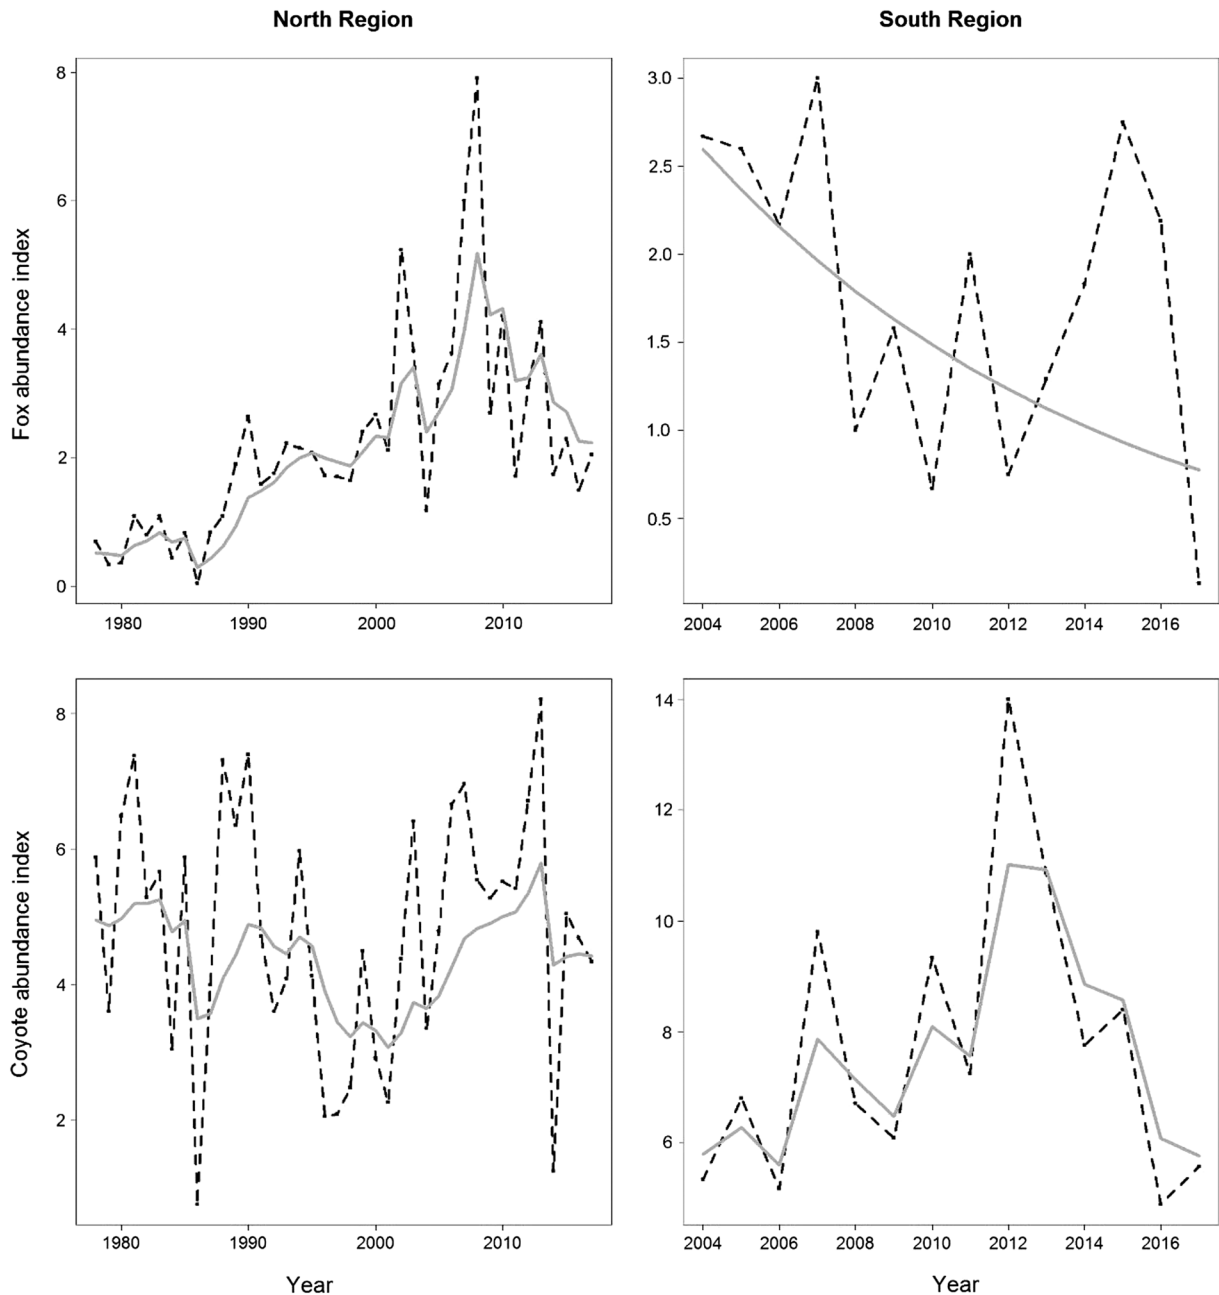 North Region
South Region
Fox abundance index
8
6
4
2
0
1980 1990 2000 2010
3.0
2.5
2.0
1.5
1.0
0.5
2004 2006 2008 2010 2012 2014 2016
Coyote abundance index
8
6
4
2
1980 1990 2000 2010
Year
14
12
10
8
6
2004 2006 2008 2010 2012 2014 2016
Year